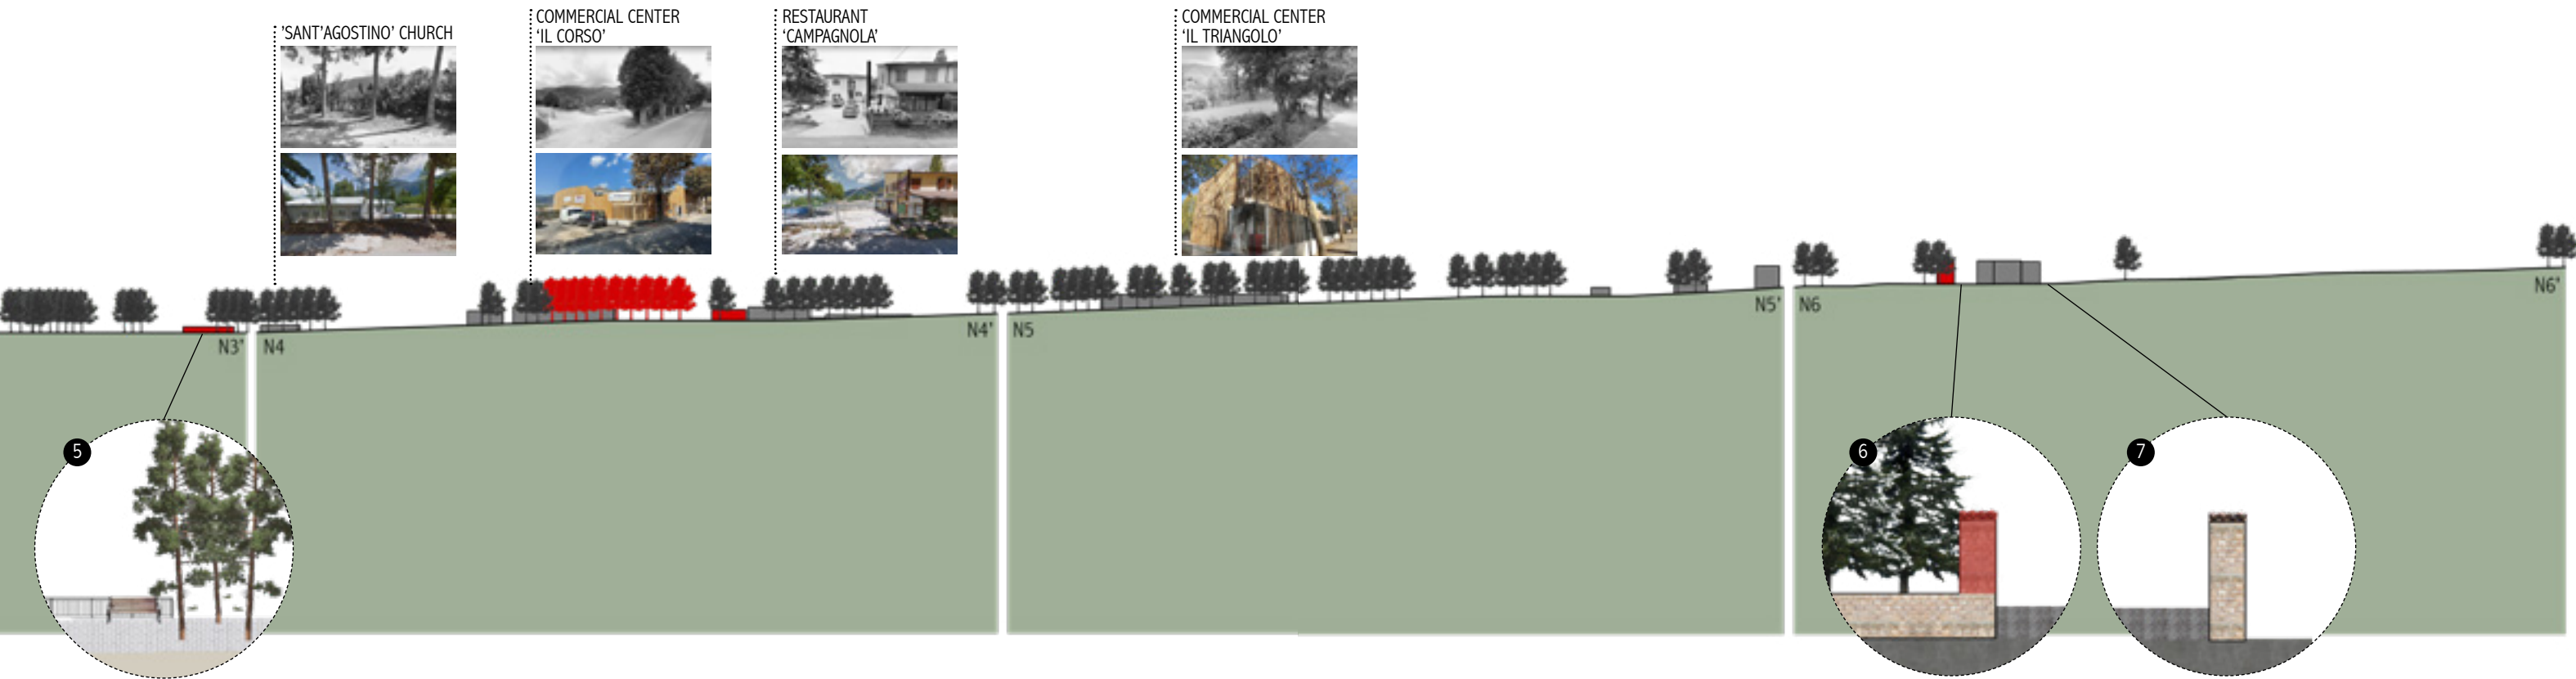 ’SANT’AGOSTINO’ CHURCH
COMMERCIAL CENTER
‘IL CORSO’
RESTAURANT
‘CAMPAGNOLA’
COMMERCIAL CENTER
‘IL TRIANGOLO’
N3'
N4
N4'
N5
N5'
N6
N6'
5
6
7